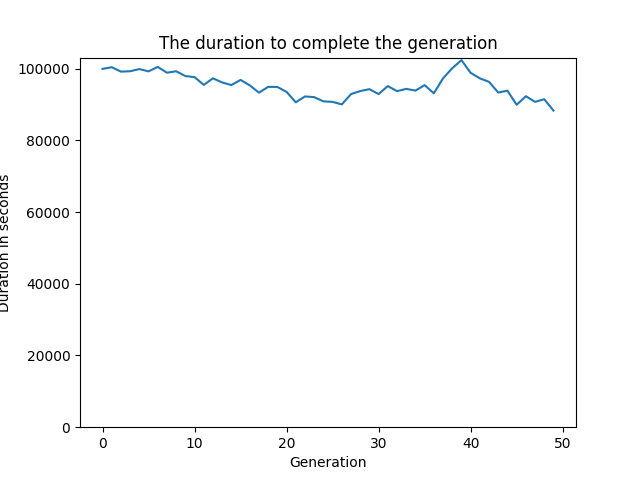 The duration to complete the generation
100000
80000
60000
40000
20000
0
Duration in seconds
0 10 20 30 40 50
Generation